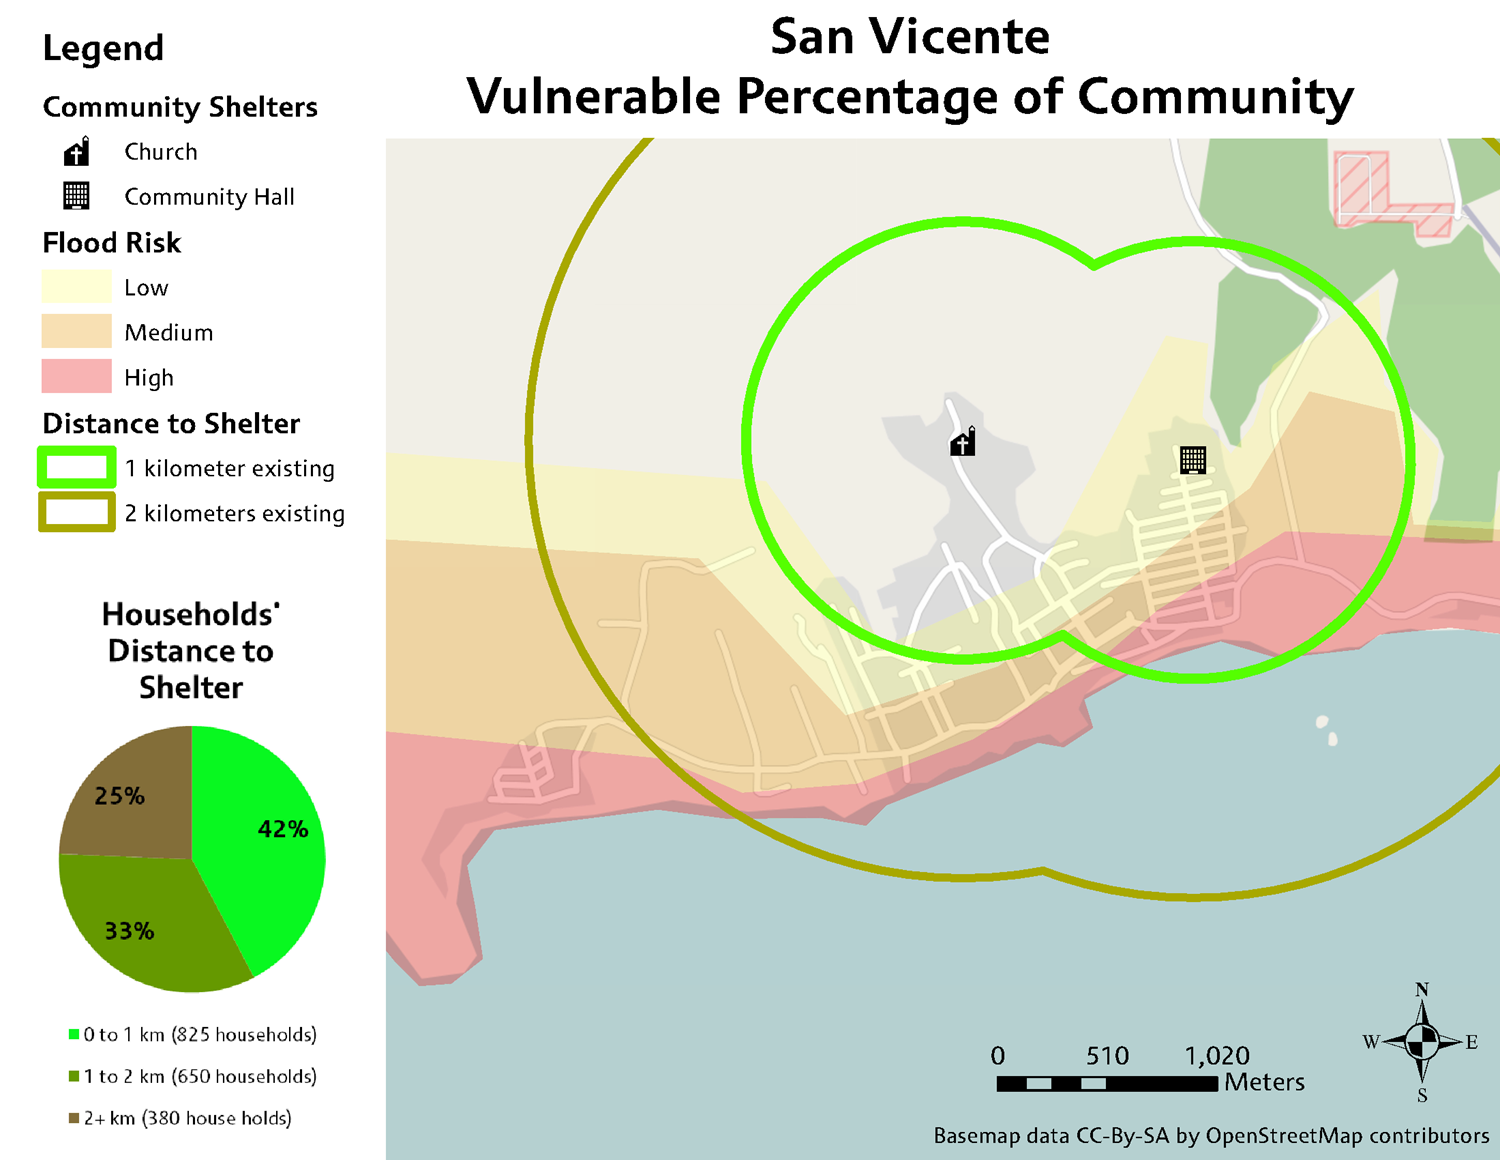 San Vicente
Vulnerable Percentage of Community
Legend
Community Shelters
Church
Community Hall
Flood Risk
Low
Medium
High
Distance to Shelter
1 kilometer existing
2 kilometers existing
Households'
Distance to
Shelter
25%
42%
33%
0 to 1 km (825 households)
1 to 2 km (650 households)
2+ km (380 house holds)
0 510 1,020
Meters
N
W E
S
Basemap data CC-By-SA by OpenStreetMap contributors